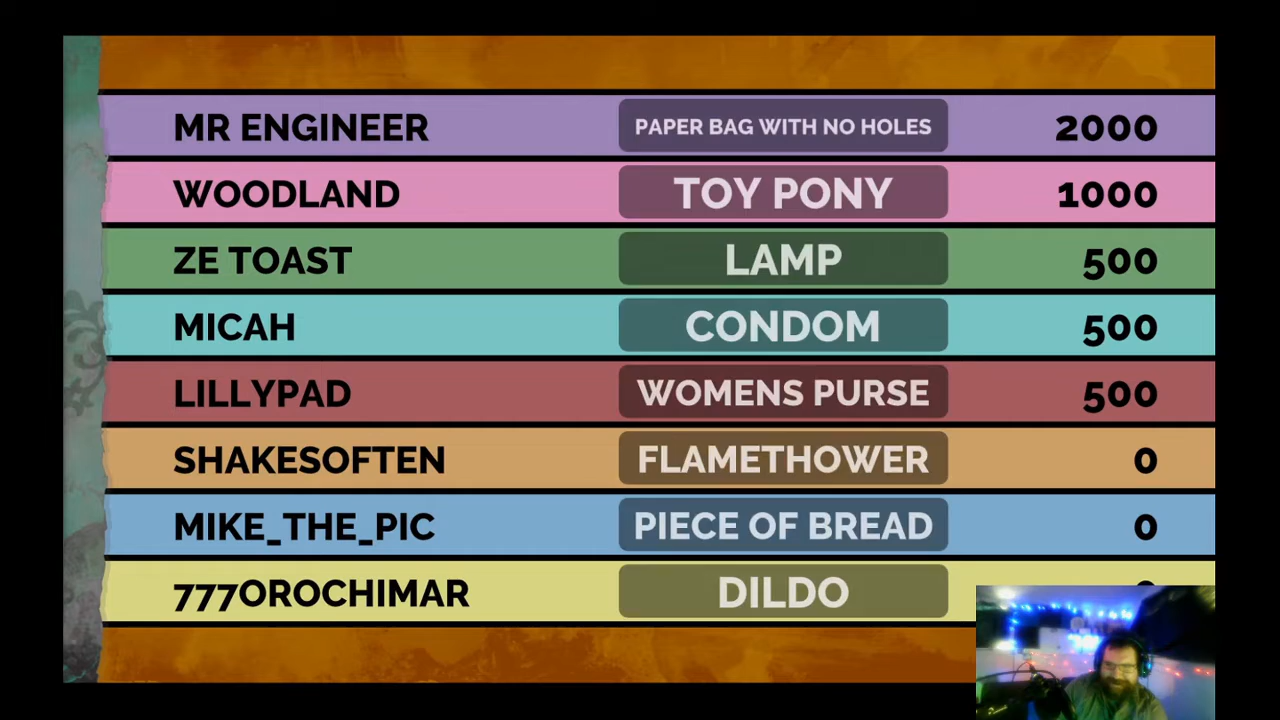 MR ENGINEER PAPER BAG WITH NO HOLES 2000
WOODLAND TOY PONY 1000
ZE TOAST LAMP 500
MICAH CONDOM 500
LILLYPAD WOMENS PURSE 500
SHAKESOFTEN FLAMETHOWER 0
MIKE_THE_PIC PIECE OF BREAD 0
777OROCHIMAR DILDO